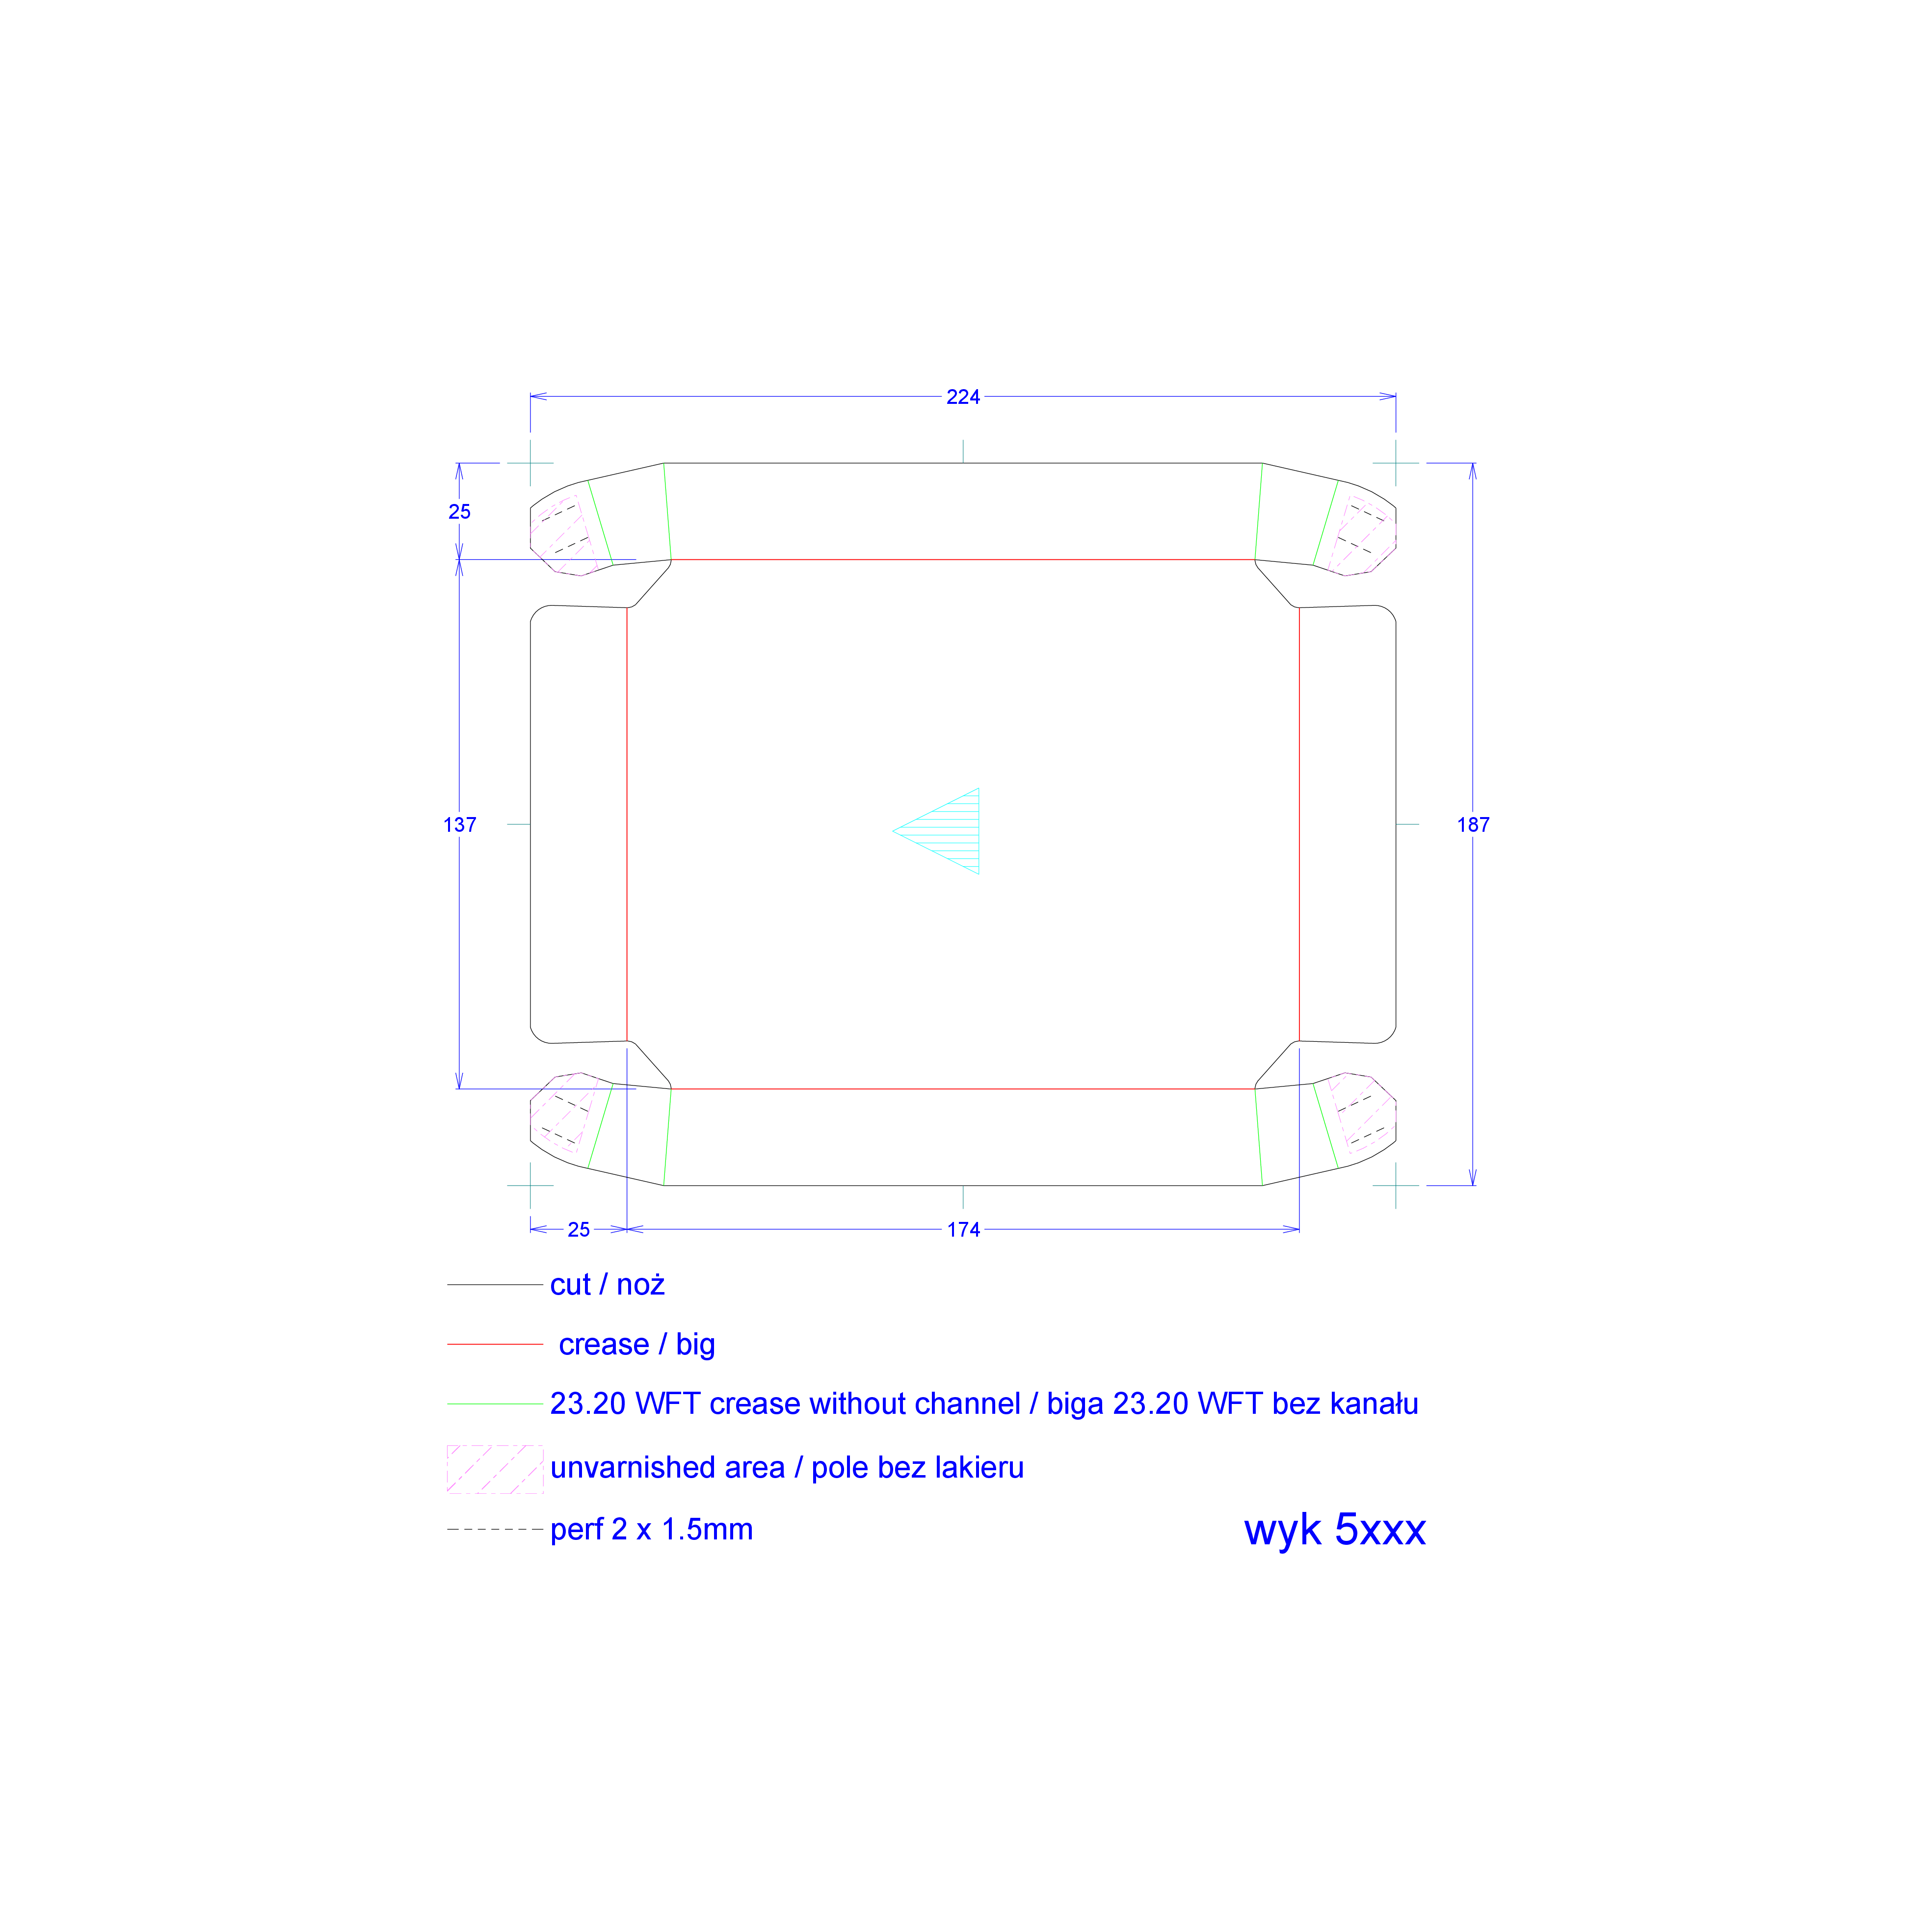 224
25
137
187
25
174
cut / noż
crease / big
23.20 WFT crease without channel / biga 23.20 WFT bez kanału
unvarnished area / pole bez lakieru
perf 2 x 1.5mm
wyk 5xxx